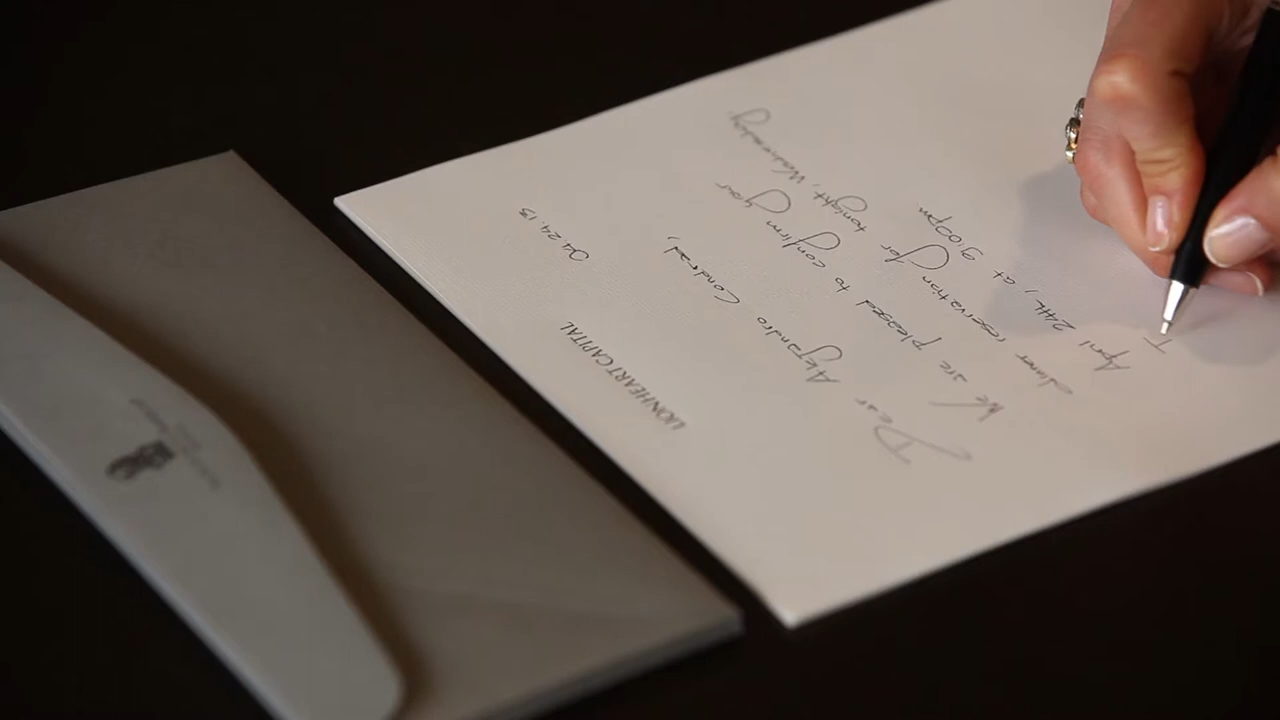 LIONHEART CAPITAL
04.24.13
Dear Alejandro Conderad,
We are pleased to confirm your
dinner reservation for tonight, Wednesday
April 24th, at 9:00pm.
T